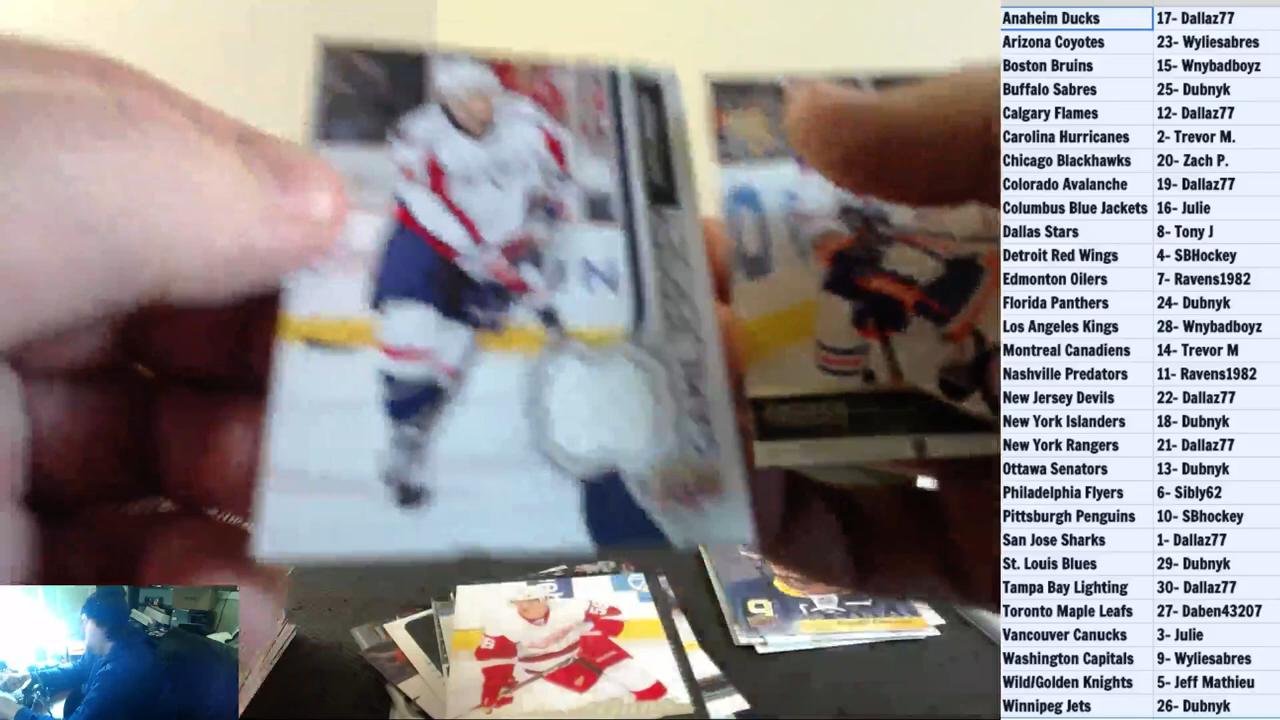 Anaheim Ducks 17- Dallaz77
Arizona Coyotes 23- Wyliesabres
Boston Bruins 15- Wnybadboyz
Buffalo Sabres 25- Dubnyk
Calgary Flames 12- Dallaz77
Carolina Hurricanes 2- Trevor M.
Chicago Blackhawks 20- Zach P.
Colorado Avalanche 19- Dallaz77
Columbus Blue Jackets 16- Julie
Dallas Stars 8- Tony J
Detroit Red Wings 4- SBHockey
Edmonton Oilers 7- Ravens1982
Florida Panthers 24- Dubnyk
Los Angeles Kings 28- Wnybadboyz
Montreal Canadiens 14- Trevor M
Nashville Predators 11- Ravens1982
New Jersey Devils 22- Dallaz77
New York Islanders 18- Dubnyk
New York Rangers 21- Dallaz77
Ottawa Senators 13- Dubnyk
Philadelphia Flyers 6- Sibly62
Pittsburgh Penguins 10- SBhockey
San Jose Sharks 1- Dallaz77
St. Louis Blues 29- Dubnyk
Tampa Bay Lighting 30- Dallaz77
Toronto Maple Leafs 27- Daben43207
Vancouver Canucks 3- Julie
Washington Capitals 9- Wyliesabres
Wild/Golden Knights 5- Jeff Mathieu
Winnipeg Jets 26- Dubnyk
9